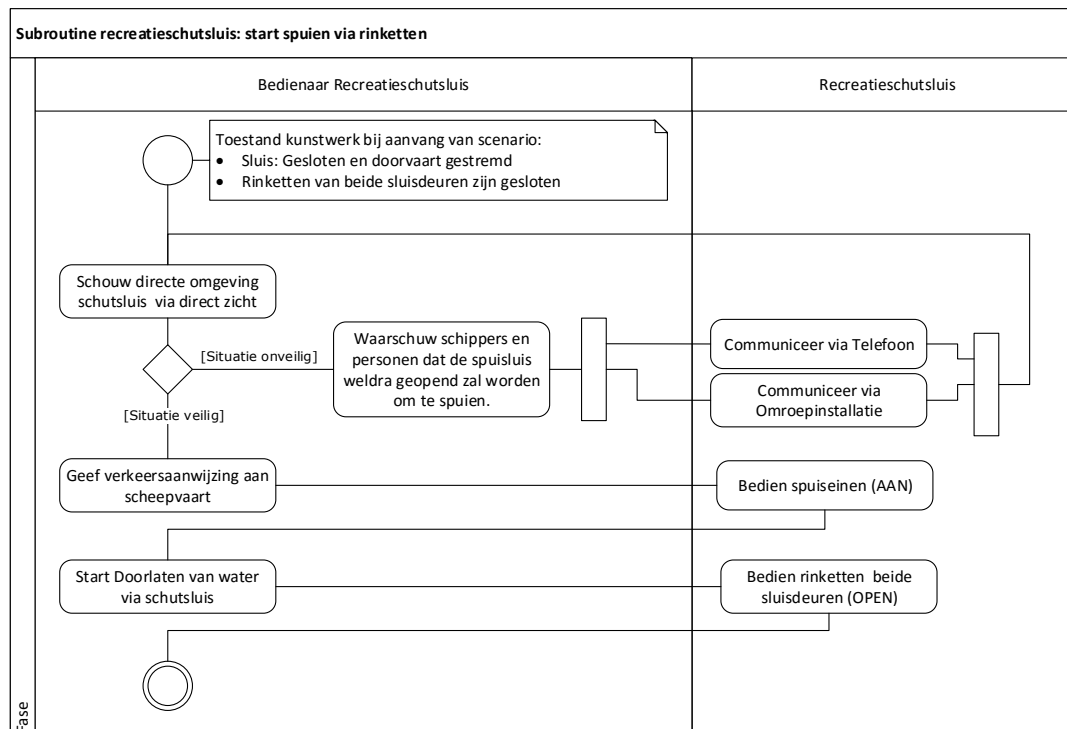 Subroutine recreatieschutsluis: start spuien via rinketten
Bedienaar Recreatieschutsluis
Recreatieschutsluis
Toestand kunstwerk bij aanvang van scenario:
• Sluis: Gesloten en doorvaart gestremd
• Rinketten van beide sluisdeuren zijn gesloten
Schouw directe omgeving
schutsluis via direct zicht
[Situatie onveilig]
Waarschuw schippers en
personen dat de spuisluis
weldra geopend zal worden
om te spuien.
Communiceer via Telefoon
Communiceer via
Omroepinstallatie
[Situatie veilig]
Geef verkeersaanwijzing aan
scheepvaart
Bedien spuiseinen (AAN)
Start Doorlaten van water
via schutsluis
Bedien rinketten beide
sluisdeuren (OPEN)
Fase